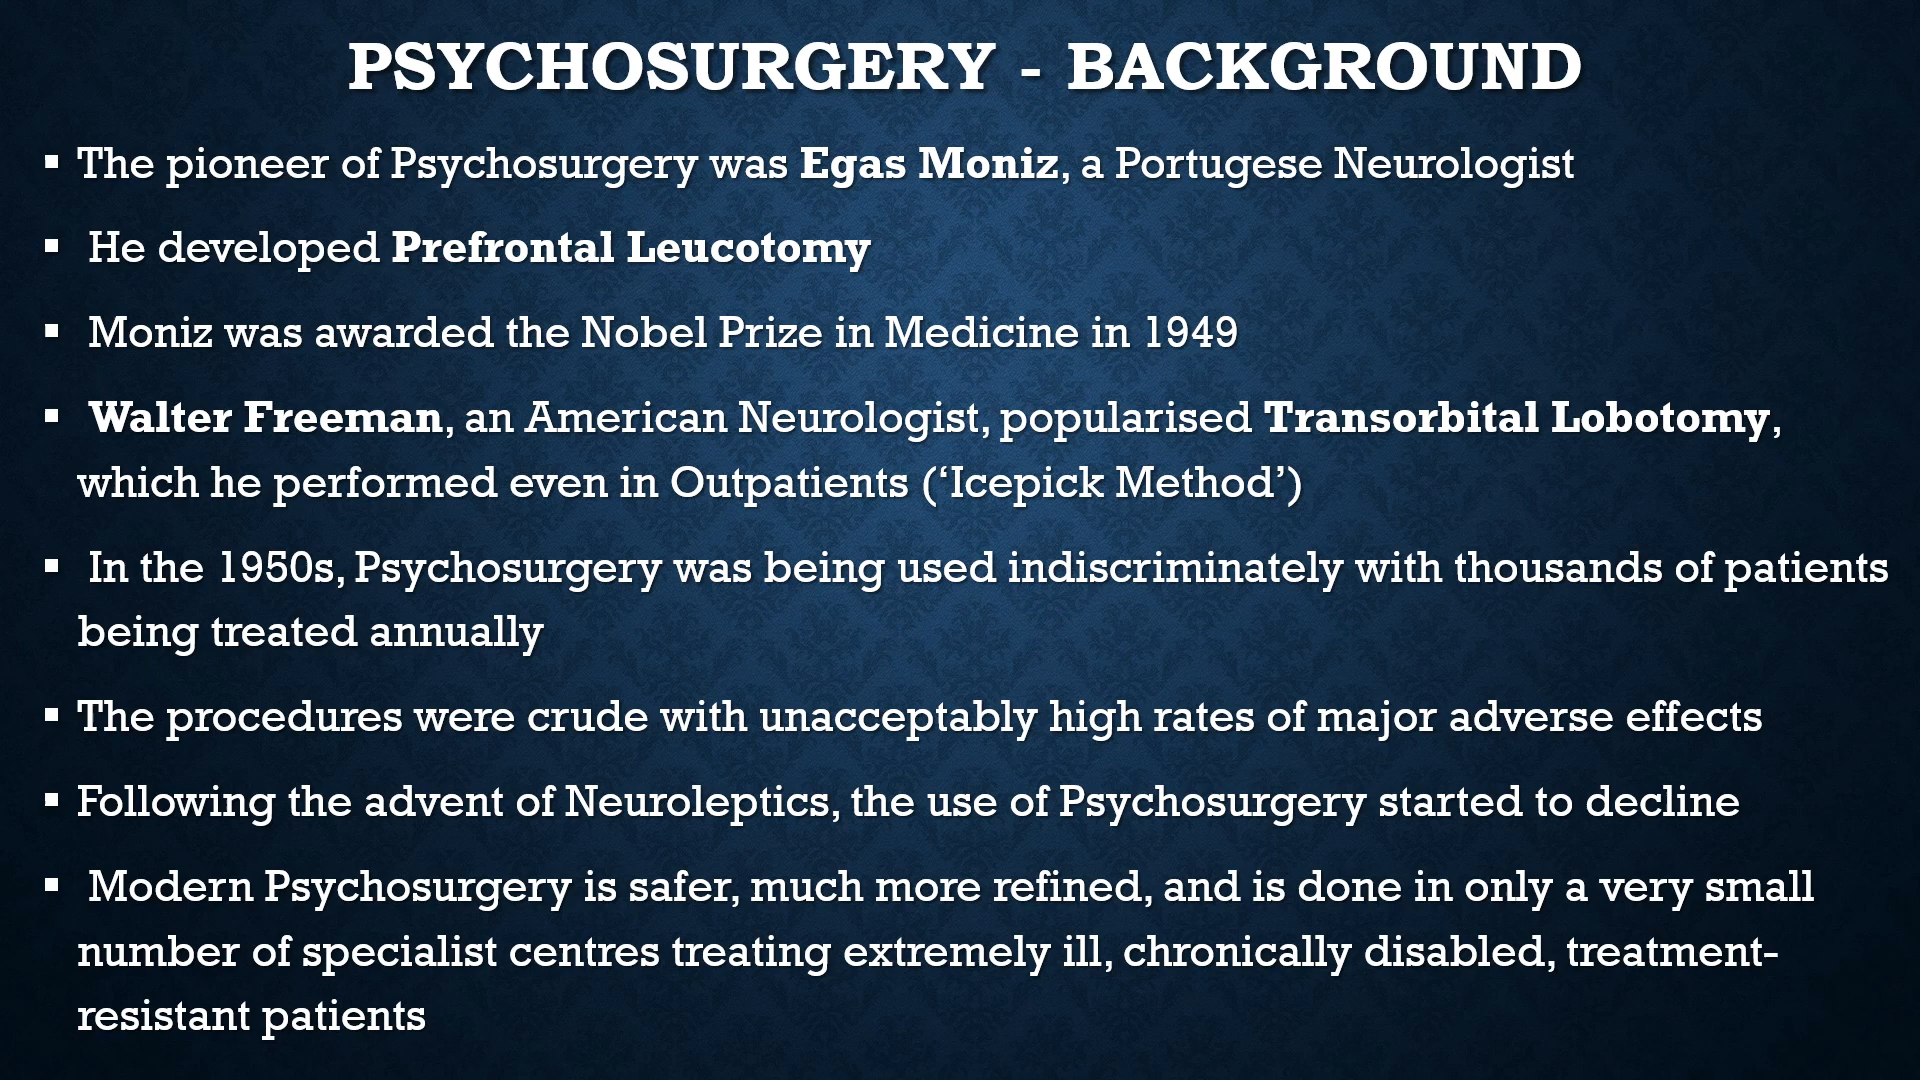 PSYCHOSURGERY - BACKGROUND
▪ The pioneer of Psychosurgery was Egas Moniz, a Portugese Neurologist
▪ He developed Prefrontal Leucotomy
▪ Moniz was awarded the Nobel Prize in Medicine in 1949
▪ Walter Freeman, an American Neurologist, popularised Transorbital Lobotomy,
which he performed even in Outpatients (‘Icepick Method’)
▪ In the 1950s, Psychosurgery was being used indiscriminately with thousands of patients
being treated annually
▪ The procedures were crude with unacceptably high rates of major adverse effects
▪ Following the advent of Neuroleptics, the use of Psychosurgery started to decline
▪ Modern Psychosurgery is safer, much more refined, and is done in only a very small
number of specialist centres treating extremely ill, chronically disabled, treatment-
resistant patients